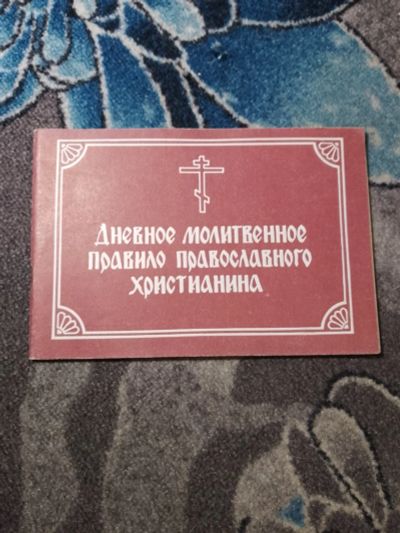 Дневное молитвенное
правило православного
христианина